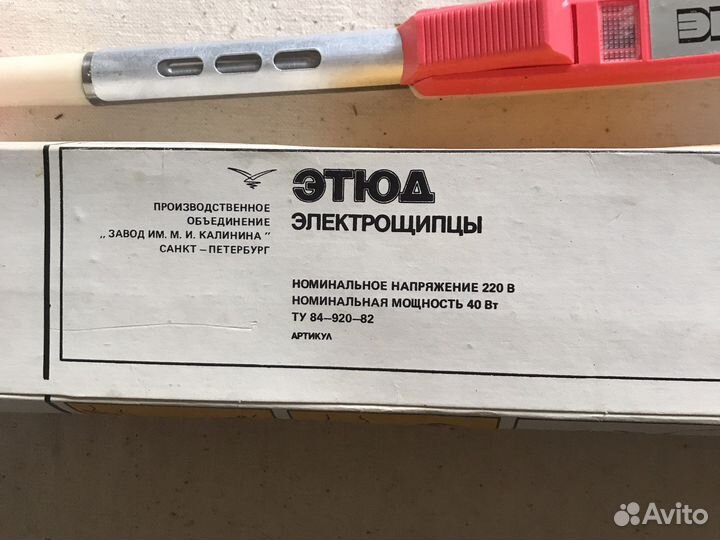 ПРОИЗВОДСТВЕННОЕ
ОБЪЕДИНЕНИЕ
„ ЗАВОД ИМ. М. И. КАЛИНИНА "
САНКТ – ПЕТЕРБУРГ
ЭТЮД
ЭЛЕКТРОЩИПЦЫ
НОМИНАЛЬНОЕ НАПРЯЖЕНИЕ 220 В
НОМИНАЛЬНАЯ МОЩНОСТЬ 40 Вт
ТУ 84–920–82
АРТИКУЛ
Avito